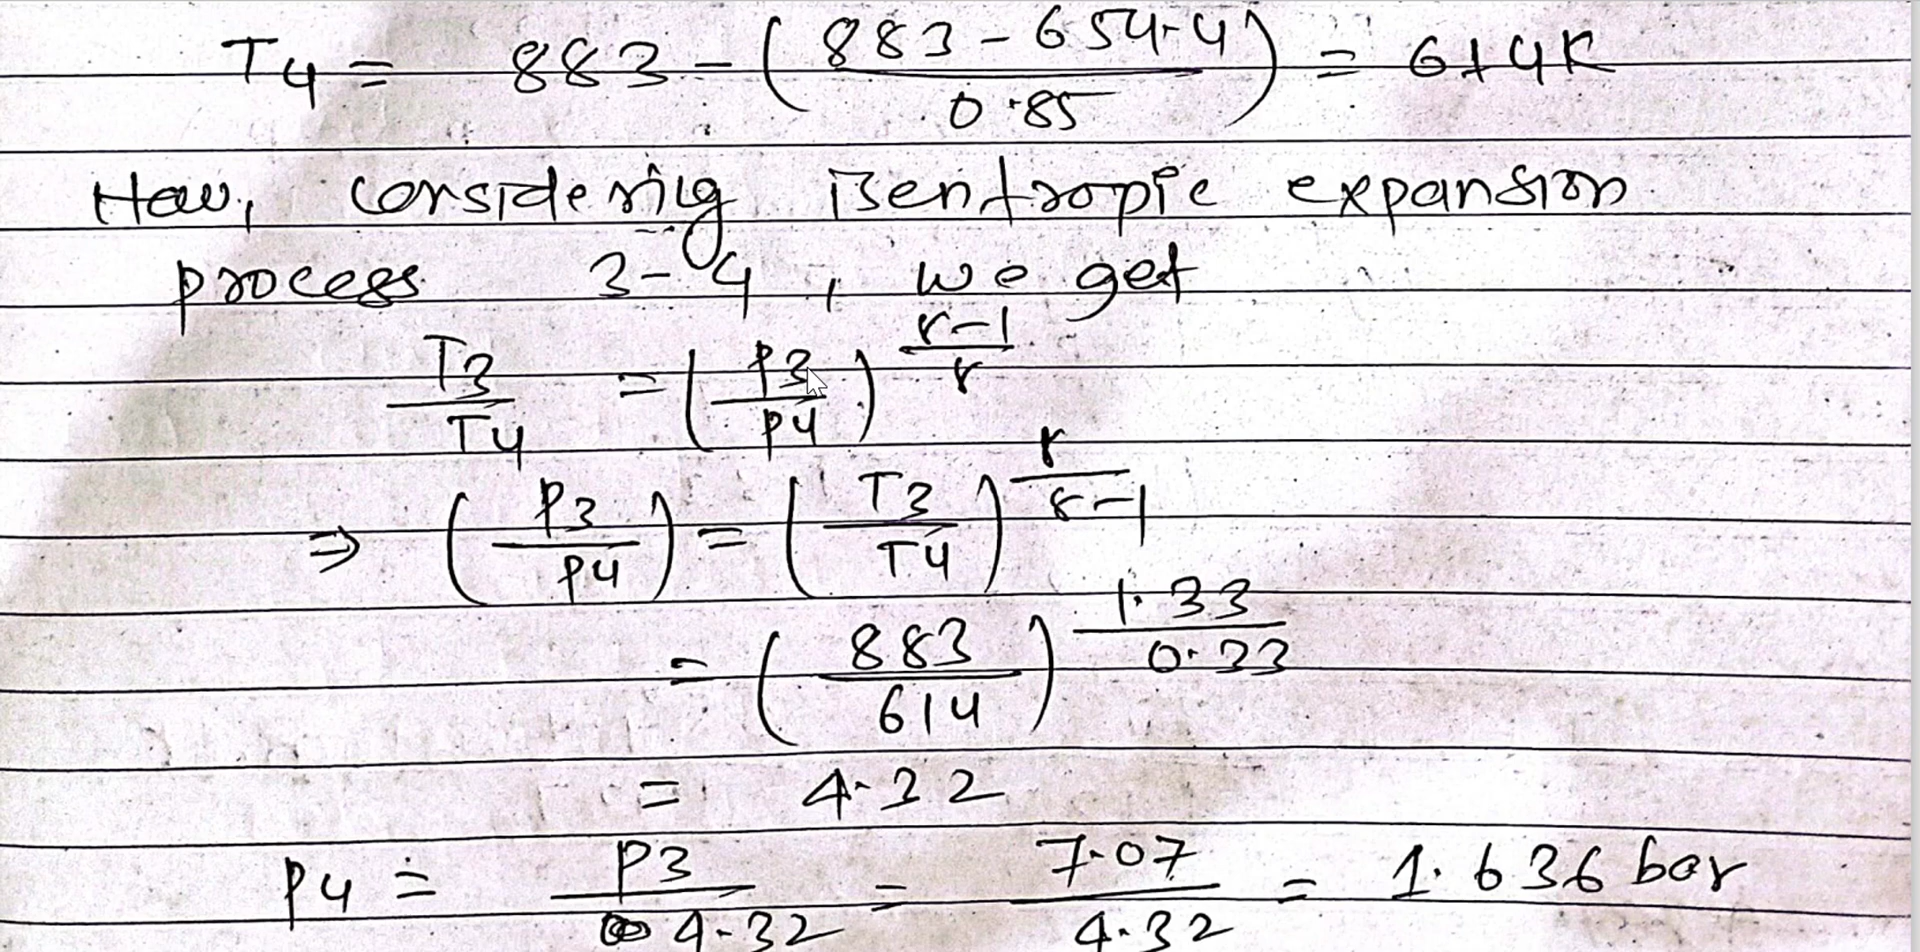 T4 = 883 - (883 - 654.4 / 0.85) = 614K
Now, considering isentropic expansion
process 3-4, we get
T3/T4 = (P3/P4)^(r-1/r)
⇒ (P3/P4) = (T3/T4)^(r/r-1)
= (883/614)^(1.33/0.33)
= 4.32
P4 = P3/4.32 = 7.07/4.32 = 1.636 bar